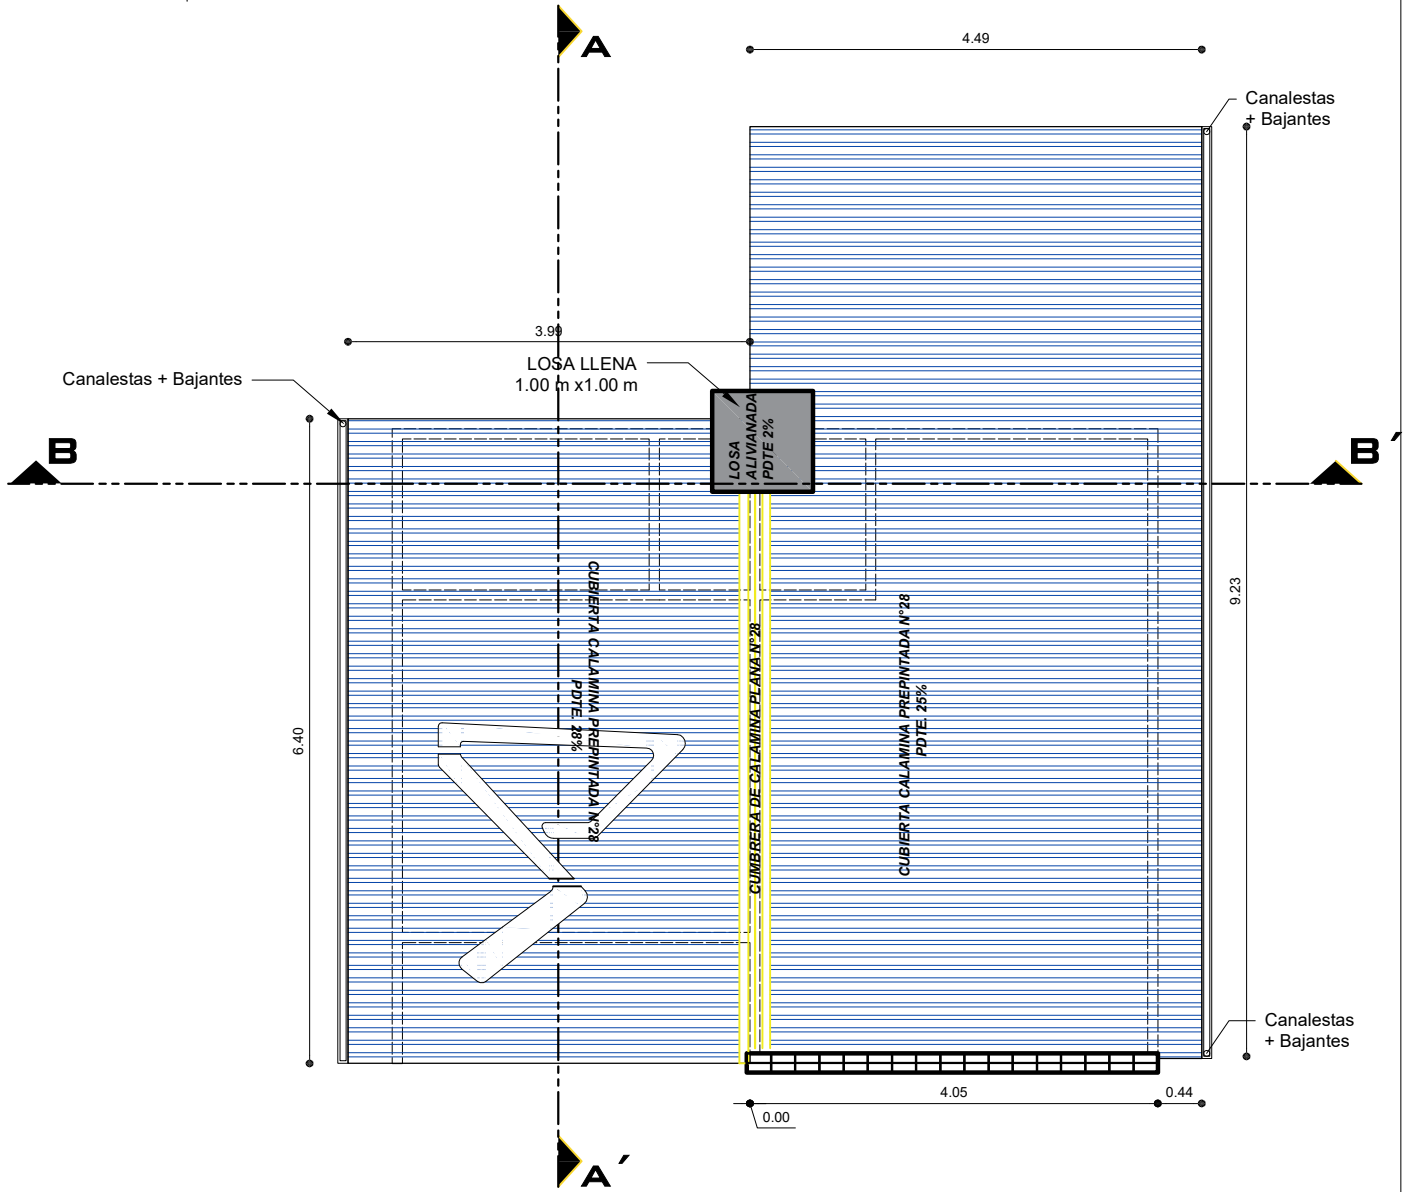 A
4.49
Canalestas
+ Bajantes
3.99
LOSA LLENA
1.00 m x1.00 m
Canalestas + Bajantes
LOSA
ALIVIANADA
PDTE 2%
B
B´
CUBIERTA CALAMINA PREPINTADA N°28
PDTE. 28%
CUMBRERA DE CALAMINA PLANA N°28
CUBIERTA CALAMINA PREPINTADA N°28
PDTE. 25%
9.23
6.40
Canalestas
+ Bajantes
4.05
0.44
0.00
A´